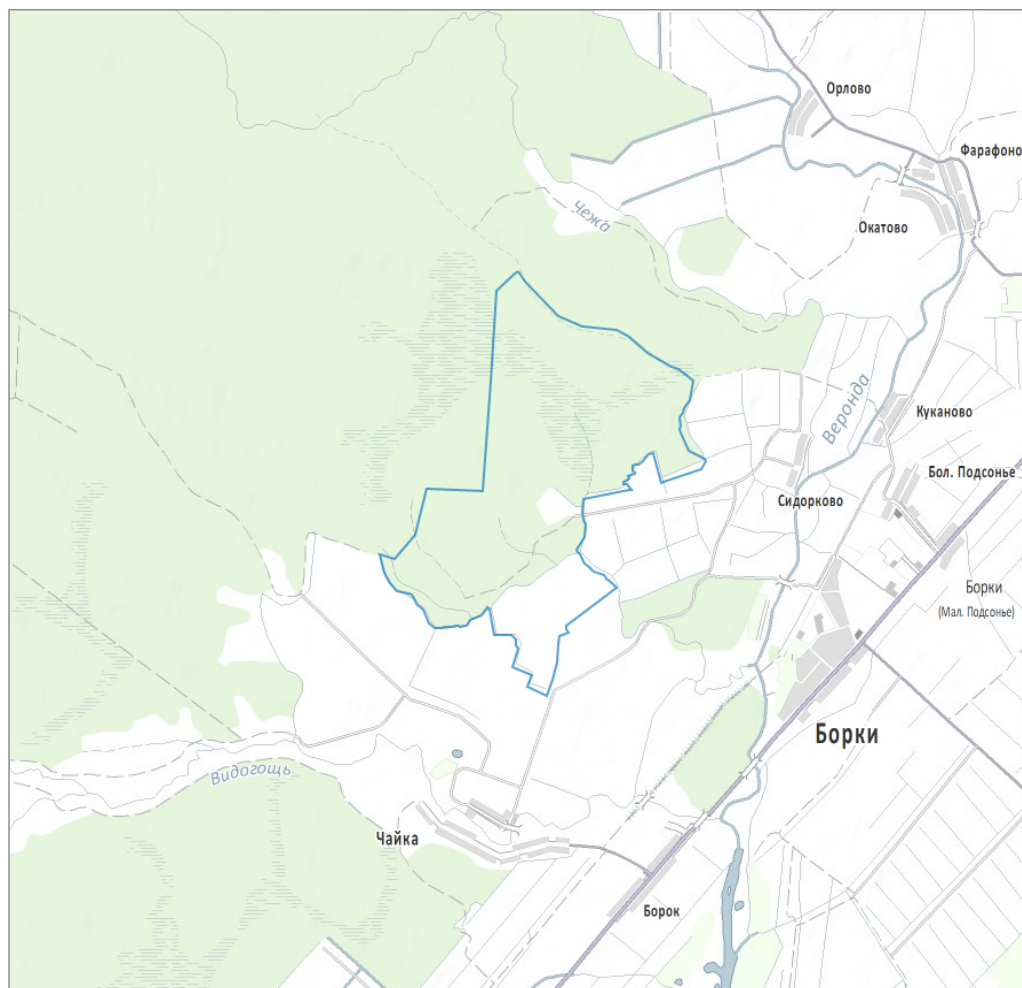 Орлово
Фарафоно
Чежа
Окатово
Веронда
Куканово
Бол. Подсонье
Сидорково
Борки
(Мал. Подсонье)
Борки
Видогощь
Чайка
Борок